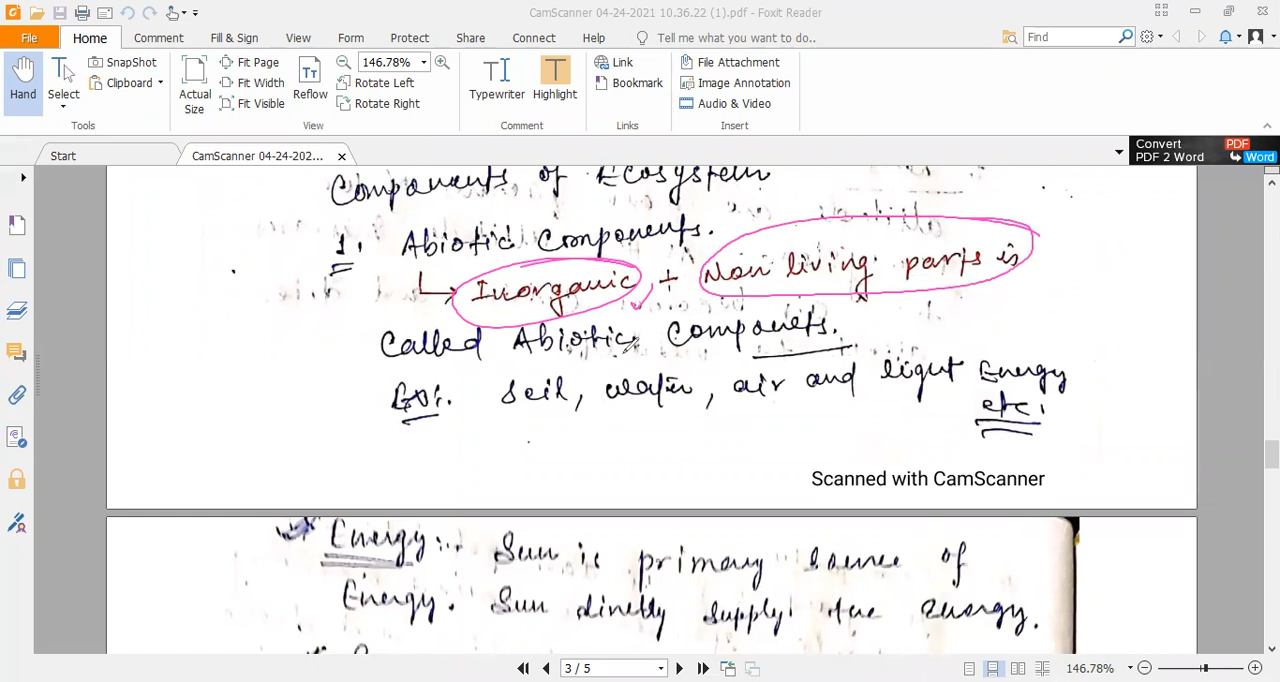 CamScanner 04-24-2021 10.36.22 (1).pdf - Foxit Reader
File Home Comment Fill & Sign View Form Protect Share Connect Help Tell me what you want to do.. Find
Hand
Select
SnapShot
Clipboard
Actual Size
Fit Page
Fit Width
Fit Visible
Reflow
146.78%
Rotate Left
Rotate Right
Typewriter
Highlight
Link
Bookmark
File Attachment
Image Annotation
Audio & Video
Tools View Comment Links Insert
Start CamScanner 04-24-202...
Convert PDF
PDF 2 Word Word
Components of Ecosystem
1. Abiotic Components.
Inorganic + Non living parts is
Called Abiotic Componets.
Ex:. Soil, water, air and light Energy
etc.
Scanned with CamScanner
Energy:. Sun is primary source of
Energy. Sun directly supply the energy.
3 / 5 146.78%